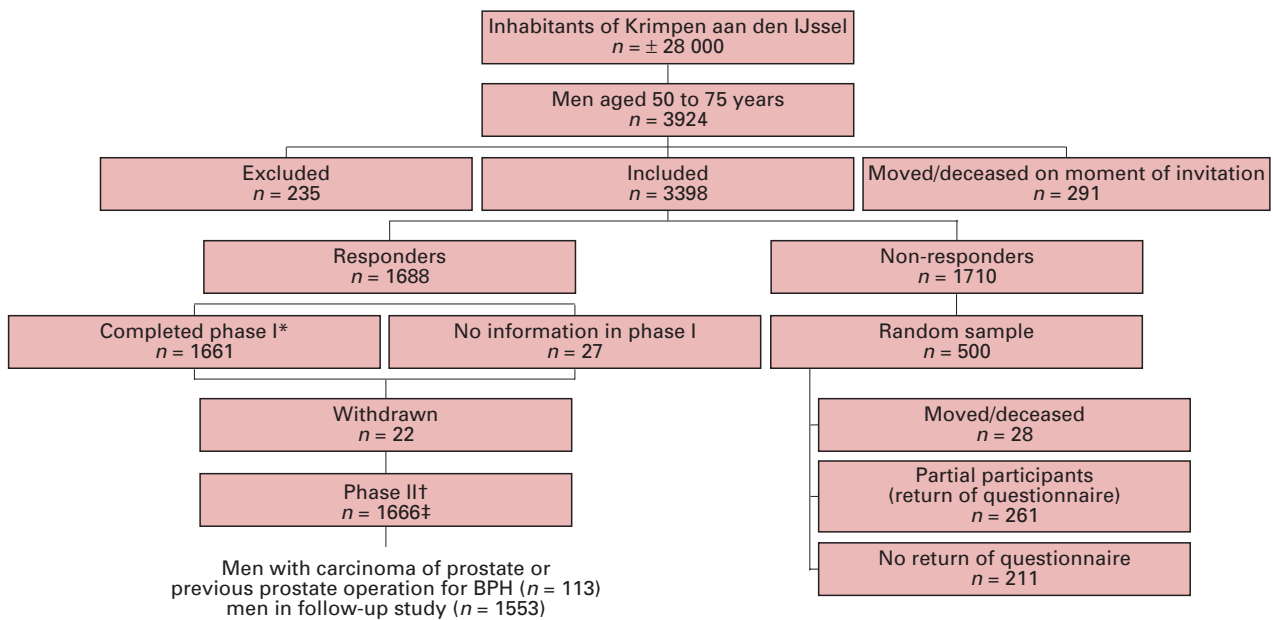 Inhabitants of Krimpen aan den IJssel
n = ± 28 000
Men aged 50 to 75 years
n = 3924
Excluded
n = 235
Included
n = 3398
Moved/deceased on moment of invitation
n = 291
Responders
n = 1688
Non-responders
n = 1710
Completed phase I*
n = 1661
No information in phase I
n = 27
Random sample
n = 500
Withdrawn
n = 22
Moved/deceased
n = 28
Phase II†
n = 1666‡
Partial participants
(return of questionnaire)
n = 261
No return of questionnaire
n = 211
Men with carcinoma of prostate or
previous prostate operation for BPH (n = 113)
men in follow-up study (n = 1553)